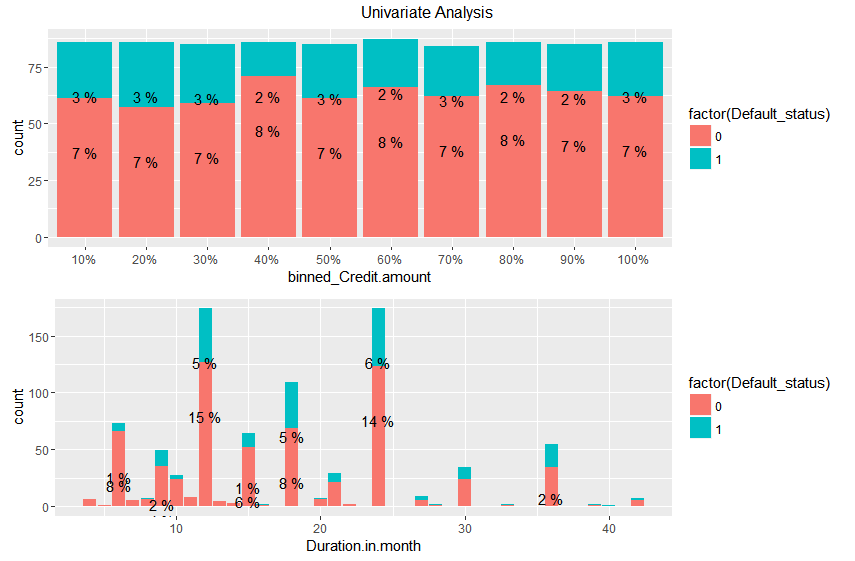 Univariate Analysis
75
50
25
0
count
3 % 3 % 3 % 2 % 3 % 2 % 3 % 2 % 2 % 3 %
7 % 7 % 7 % 8 % 7 % 8 % 7 % 8 % 7 % 7 %
10% 20% 30% 40% 50% 60% 70% 80% 90% 100%
binned_Credit.amount
factor(Default_status)
0
1
150
100
50
0
count
5 % 6 %
15 % 14 %
5 %
1 % 8 % 1 %
8 % 2 % 6 % 2 %
10 20 30 40
Duration.in.month
factor(Default_status)
0
1